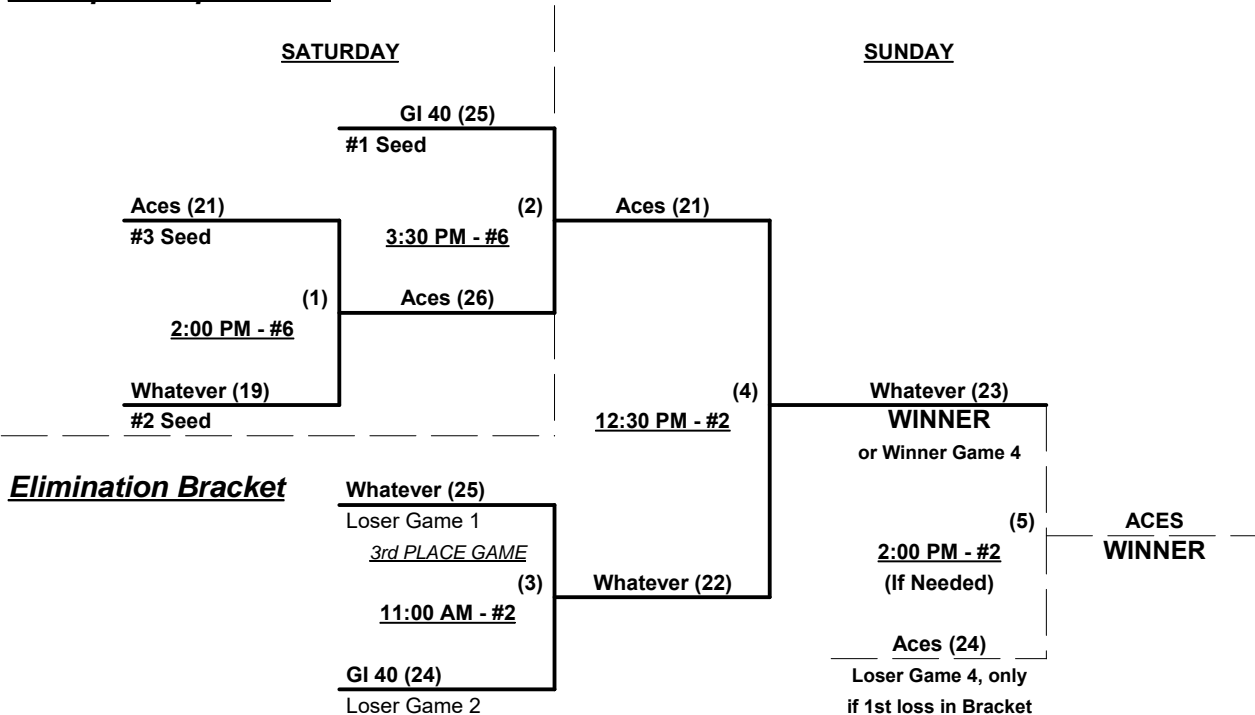 SATURDAY
SUNDAY
GI 40 (25)
#1 Seed
Aces (21)
#3 Seed
(2)
3:30 PM - #6
Aces (21)
(1)
2:00 PM - #6
Aces (26)
Whatever (19)
#2 Seed
(4)
12:30 PM - #2
Whatever (23)
WINNER
or Winner Game 4
Elimination Bracket
Whatever (25)
Loser Game 1
3rd PLACE GAME
(3)
11:00 AM - #2
Whatever (22)
(5)
2:00 PM - #2
(If Needed)
ACES
WINNER
GI 40 (24)
Loser Game 2
Aces (24)
Loser Game 4, only
if 1st loss in Bracket